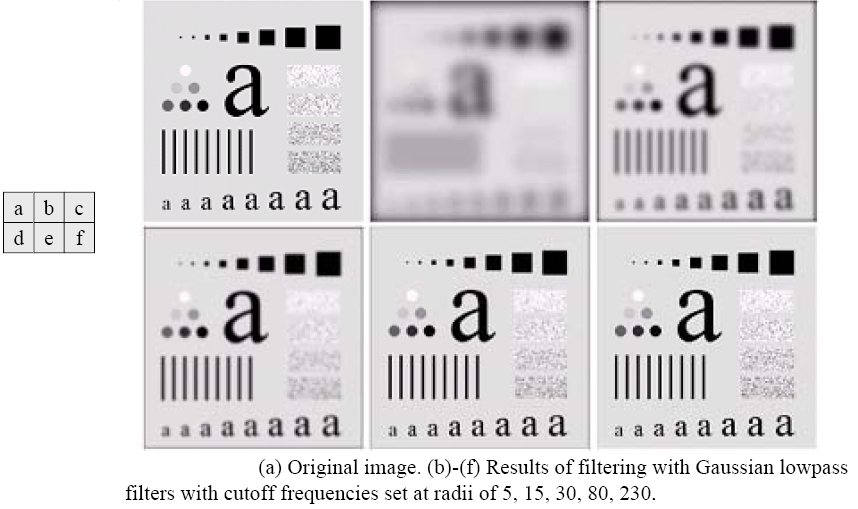 a
a a a a a a a a
a
a a a a a a a a
a
a a a a a a a a
a b c
d e f
a
a a a a a a a a
a
a a a a a a a a
a
a a a a a a a a
(a) Original image. (b)-(f) Results of filtering with Gaussian lowpass
filters with cutoff frequencies set at radii of 5, 15, 30, 80, 230.